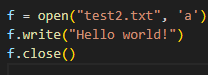 f = open("test2.txt", 'a')
f.write("Hello world!")
f.close()